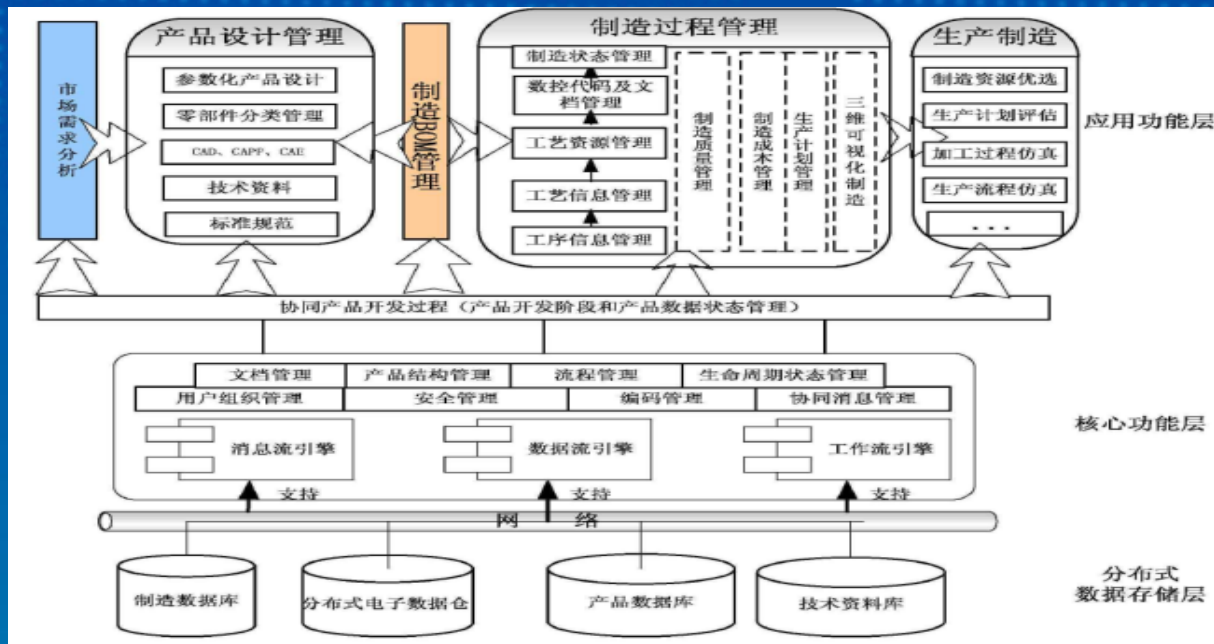 产品设计管理
制造过程管理
生产制造
市场需求分析
参数化产品设计
零部件分类管理
CAD、CAPP、CAE
技术资料
标准规范
制造BOM管理
制造状态管理
数控代码及文
档管理
工艺资源管理
工艺信息管理
工序信息管理
制造质量管理
制造成本管理
生产计划管理
三维可视化制造
制造资源优选
生产计划评估
加工过程仿真
生产流程仿真
...
应用功能层
协同产品开发过程（产品开发阶段和产品数据状态管理）
文档管理
产品结构管理
流程管理
生命周期状态管理
用户组织管理
安全管理
编码管理
协同消息管理
消息流引擎
数据流引擎
工作流引擎
核心功能层
支持
支持
支持
网 络
制造数据库
分布式电子数据仓
产品数据库
技术资料库
分布式
数据存储层